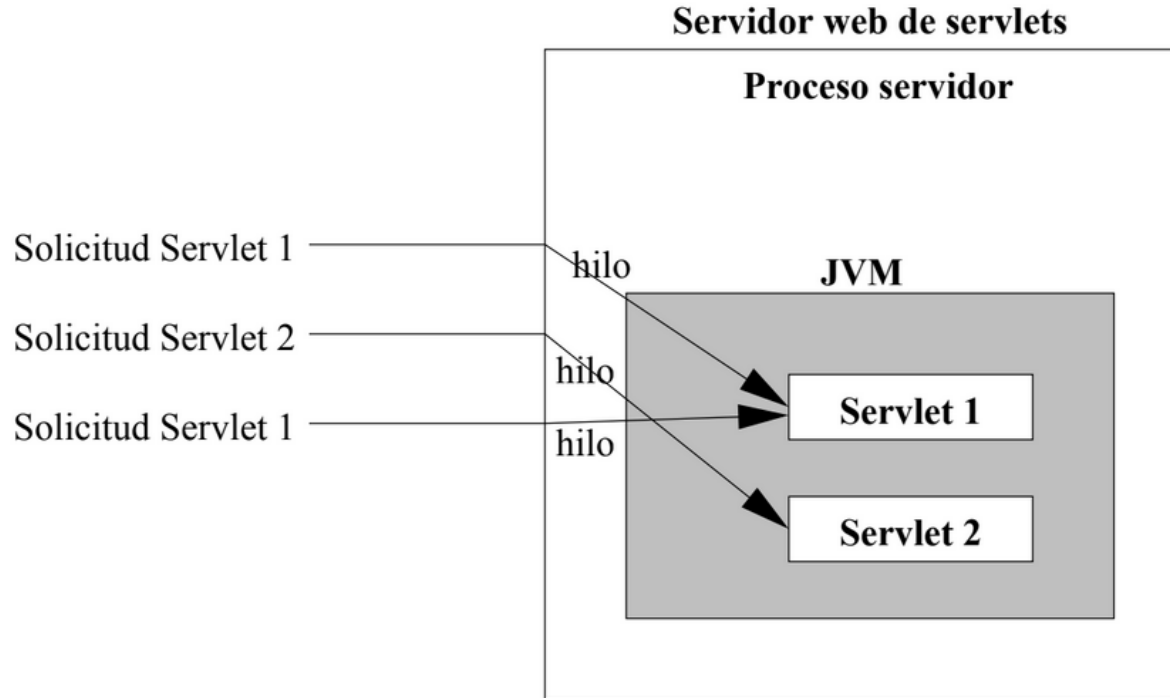 Servidor web de servlets
Proceso servidor
Solicitud Servlet 1
hilo
JVM
Solicitud Servlet 2
hilo
Servlet 1
Solicitud Servlet 1
hilo
Servlet 2